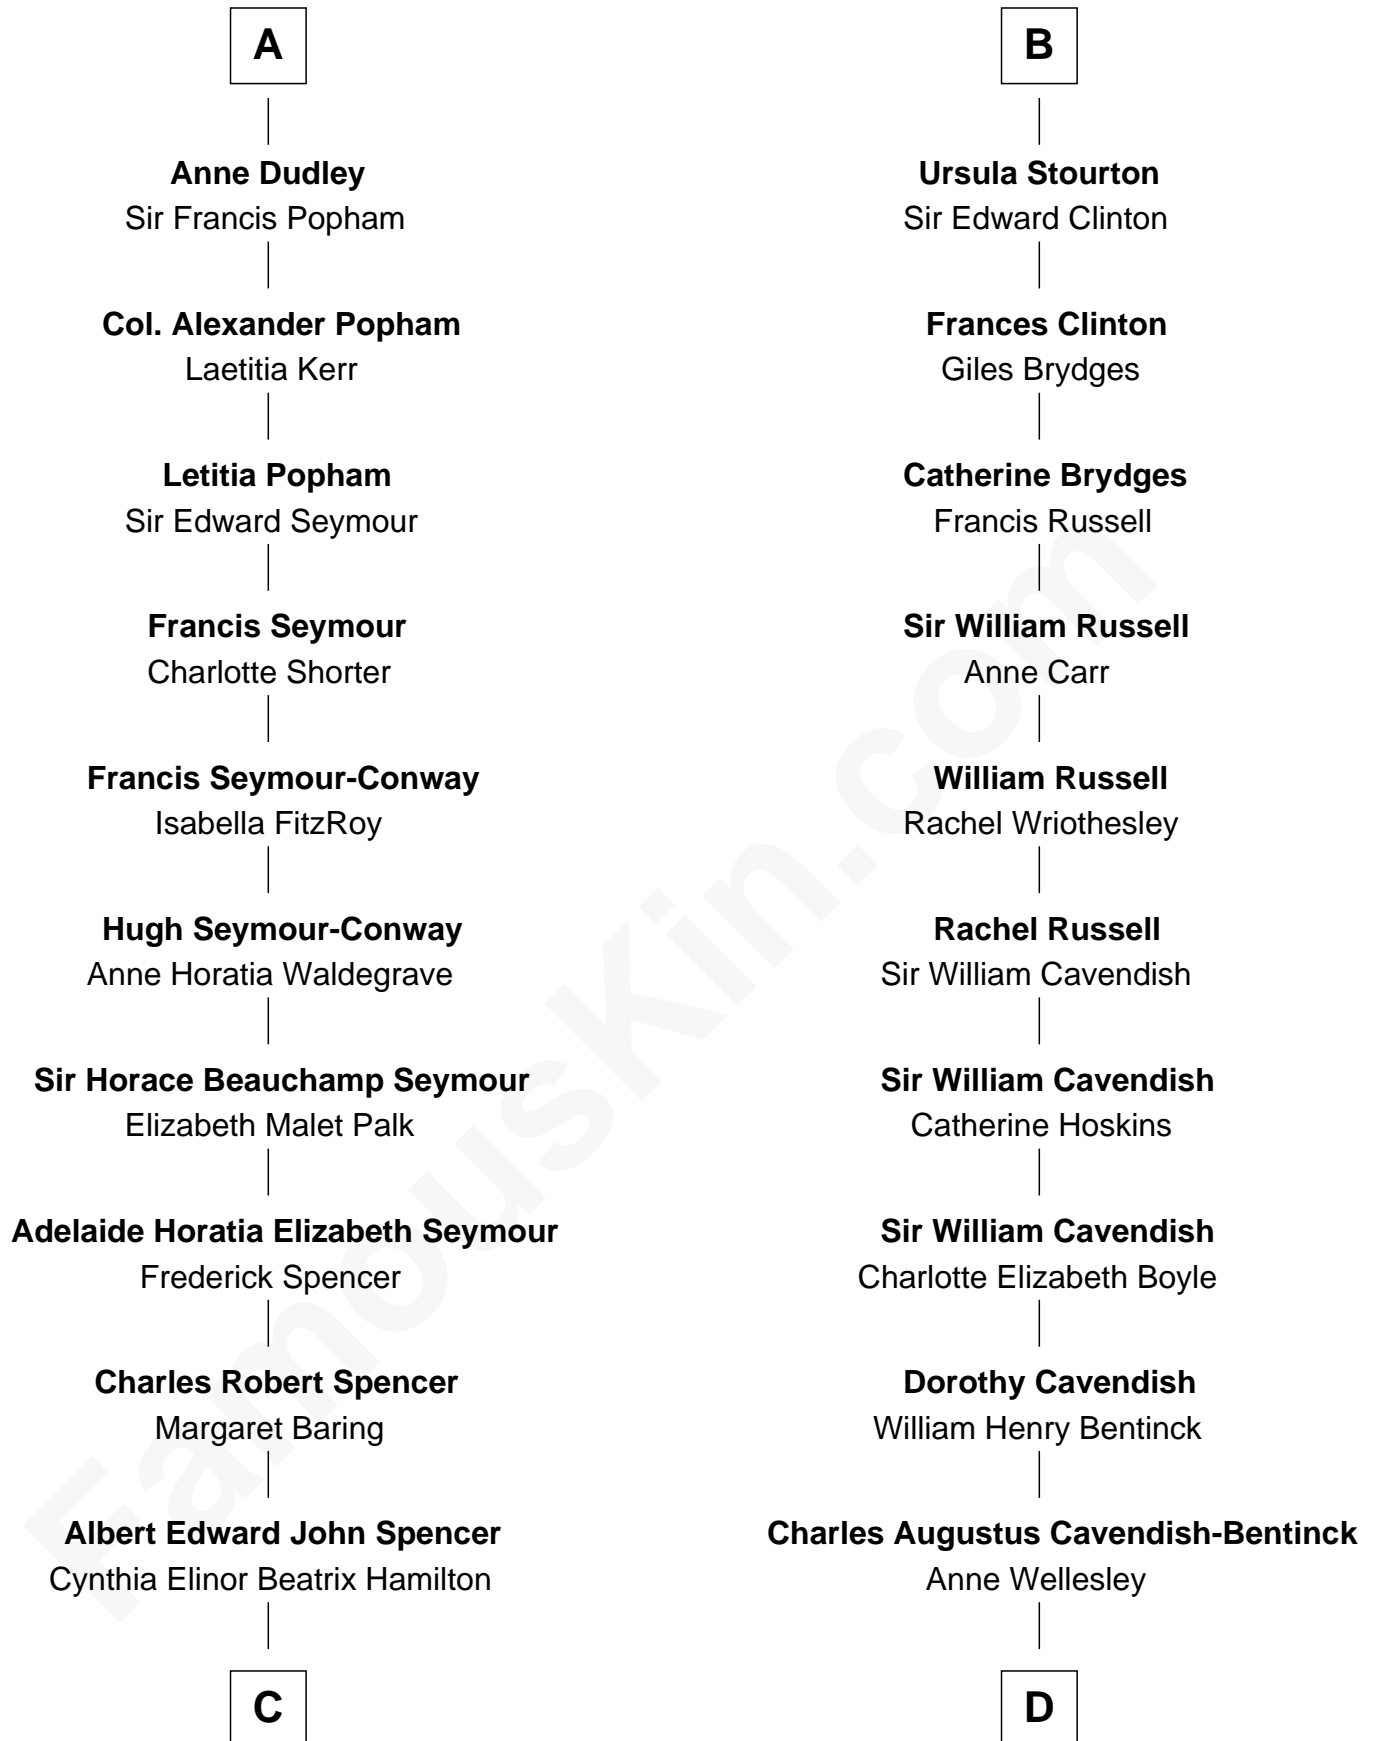 A
Anne Dudley
Sir Francis Popham
Col. Alexander Popham
Laetitia Kerr
Letitia Popham
Sir Edward Seymour
Francis Seymour
Charlotte Shorter
Francis Seymour-Conway
Isabella FitzRoy
Hugh Seymour-Conway
Anne Horatia Waldegrave
Sir Horace Beauchamp Seymour
Elizabeth Malet Palk
Adelaide Horatia Elizabeth Seymour
Frederick Spencer
Charles Robert Spencer
Margaret Baring
Albert Edward John Spencer
Cynthia Elinor Beatrix Hamilton
C
B
Ursula Stourton
Sir Edward Clinton
Frances Clinton
Giles Brydges
Catherine Brydges
Francis Russell
Sir William Russell
Anne Carr
William Russell
Rachel Wriothesley
Rachel Russell
Sir William Cavendish
Sir William Cavendish
Catherine Hoskins
Sir William Cavendish
Charlotte Elizabeth Boyle
Dorothy Cavendish
William Henry Bentinck
Charles Augustus Cavendish-Bentinck
Anne Wellesley
D
FamousKin.com